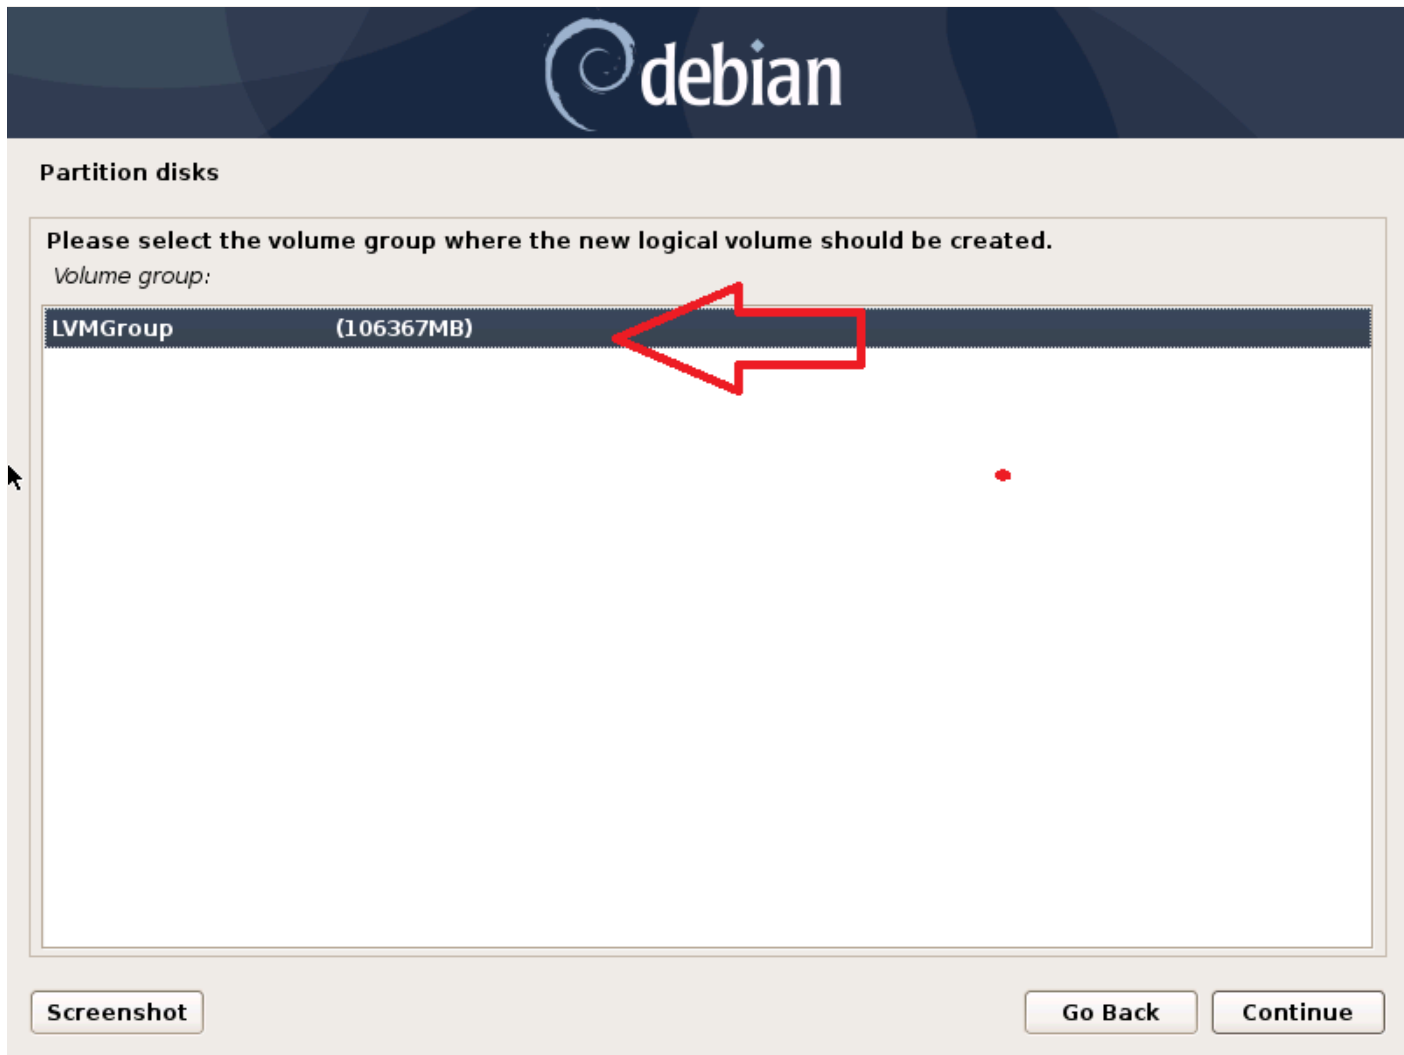 debian
Partition disks
Please select the volume group where the new logical volume should be created.
Volume group:
LVMGroup (106367MB)
Screenshot
Go Back
Continue